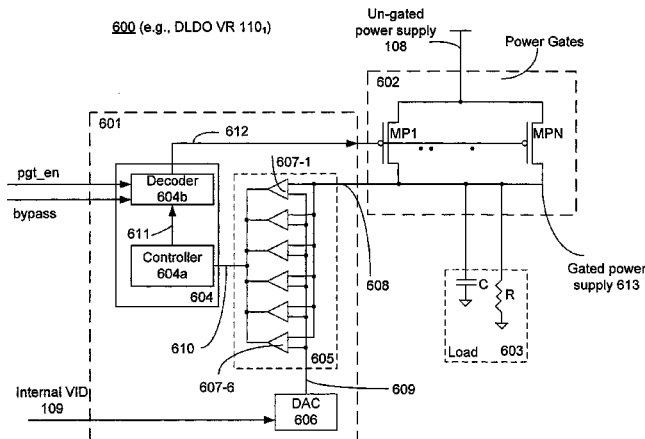 600 (e.g., DLDO VR 110₁)
Un-gated
power supply
108
Power Gates
602
601
612
MP1
MPN
607-1
pgt_en
Decoder
604b
bypass
611
Controller
604a
604
608
Gated power
supply 613
C
R
610
605
Load
603
607-6
609
Internal VID
109
DAC
606